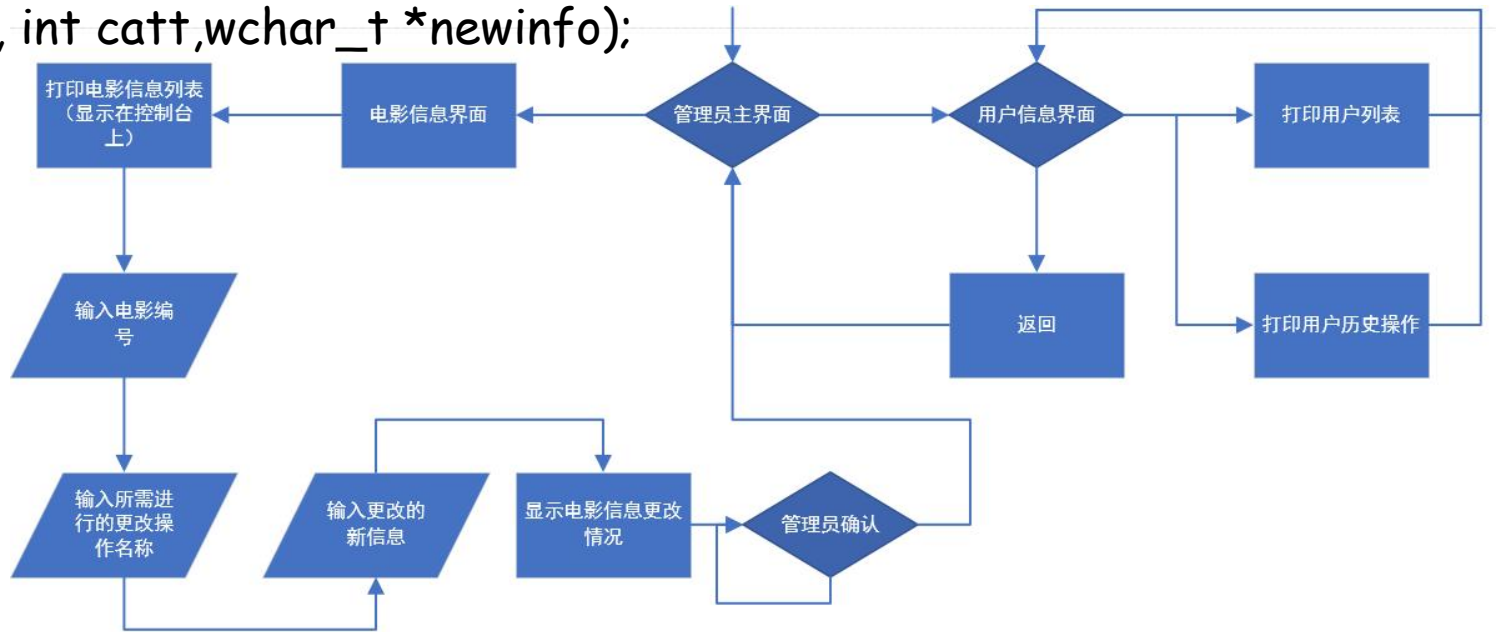 , int catt,wchar_t *newinfo);
打印电影信息列表
（显示在控制台
上）
电影信息界面
管理员主界面
用户信息界面
打印用户列表
输入电影编
号
返回
打印用户历史操作
输入所需进
行的更改操
作名称
输入更改的
新信息
显示电影信息更改
情况
管理员确认